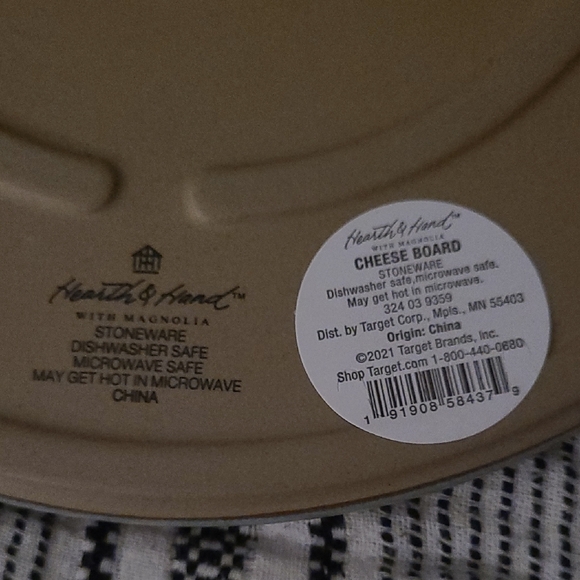 Hearth & Hand™
WITH MAGNOLIA
STONEWARE
DISHWASHER SAFE
MICROWAVE SAFE
MAY GET HOT IN MICROWAVE
CHINA
Hearth & Hand™
WITH MAGNOLIA
CHEESE BOARD
STONEWARE
Dishwasher safe,microwave safe.
May get hot in microwave.
324 03 9359
Dist. by Target Corp., Mpls., MN 55403
Origin: China
©2021 Target Brands, Inc.
Shop Target.com 1-800-440-0680
1 91908 58437 9